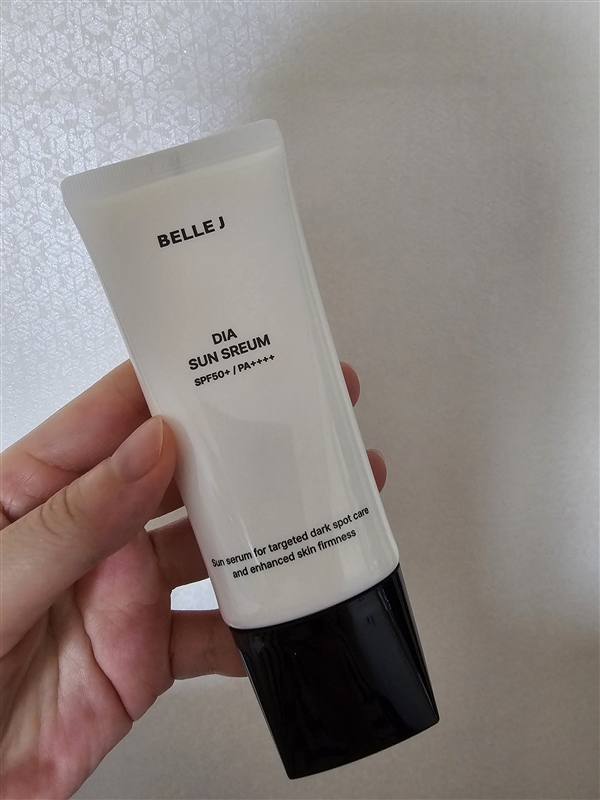 BELLE J
DIA
SUN SREUM
SPF50+ / PA++++
Sun serum for targeted dark spot care
and enhanced skin firmness